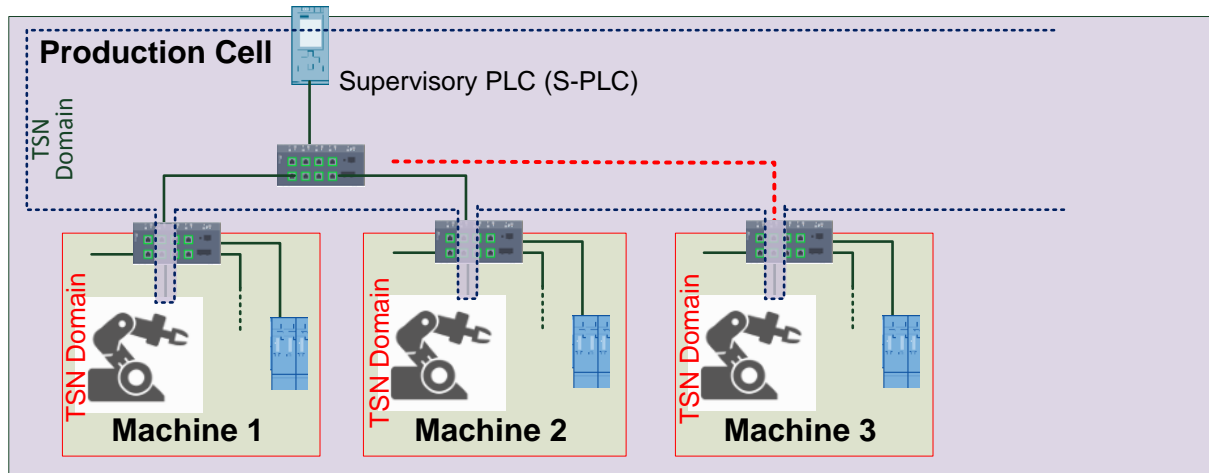 Production Cell
Supervisory PLC (S-PLC)
TSN
Domain
TSN Domain
Machine 1
TSN Domain
Machine 2
TSN Domain
Machine 3